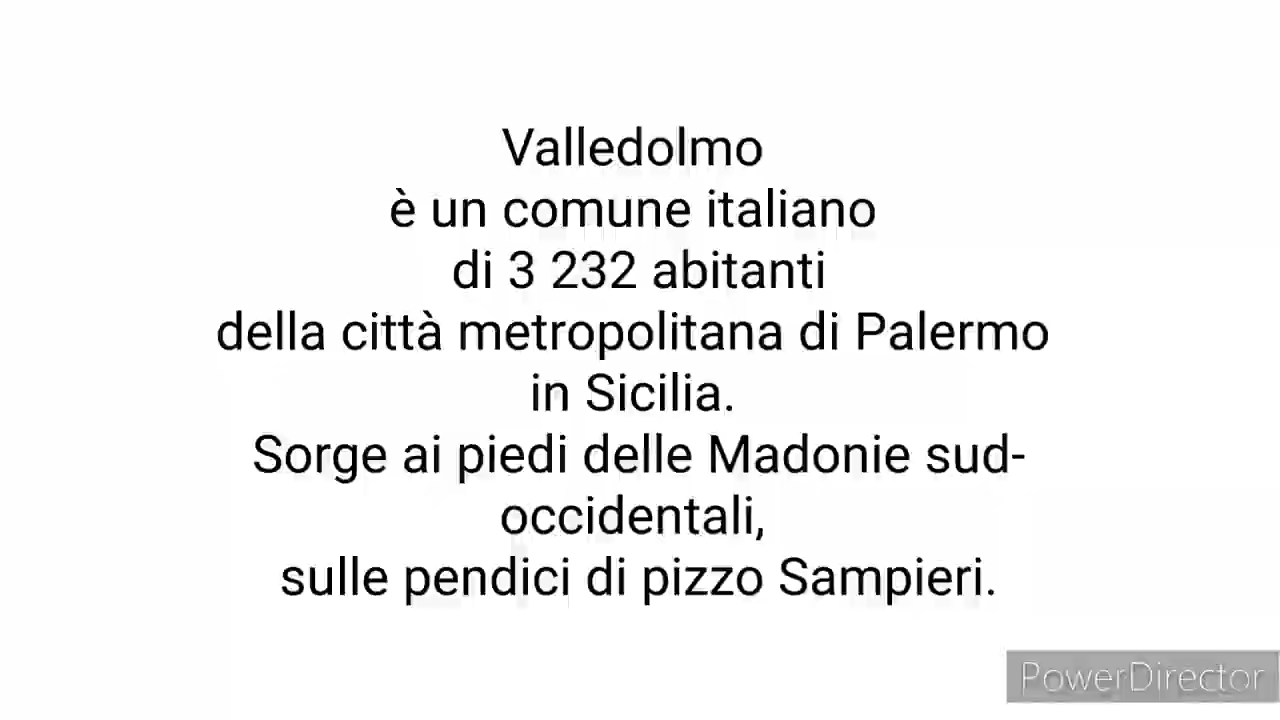 Valledolmo
è un comune italiano
di 3 232 abitanti
della città metropolitana di Palermo
in Sicilia.
Sorge ai piedi delle Madonie sud-
occidentali,
sulle pendici di pizzo Sampieri.
PowerDirector